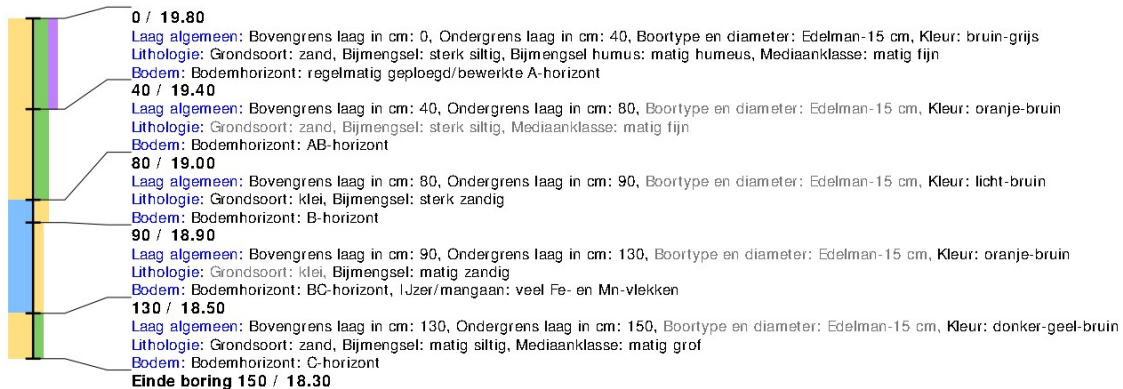 0 / 19.80
Laag algemeen: Bovengrens laag in cm: 0, Ondergrens laag in cm: 40, Boortype en diameter: Edelman-15 cm, Kleur: bruin-grijs
Lithologie: Grondsoort: zand, Bijmengsel: sterk siltig, Bijmengsel humus: matig humeus, Mediaanklasse: matig fijn
Bodem: Bodemhorizont: regelmatig geploegd/bewerkte A-horizont
40 / 19.40
Laag algemeen: Bovengrens laag in cm: 40, Ondergrens laag in cm: 80, Boortype en diameter: Edelman-15 cm, Kleur: oranje-bruin
Lithologie: Grondsoort: zand, Bijmengsel: sterk siltig, Mediaanklasse: matig fijn
Bodem: Bodemhorizont: AB-horizont
80 / 19.00
Laag algemeen: Bovengrens laag in cm: 80, Ondergrens laag in cm: 90, Boortype en diameter: Edelman-15 cm, Kleur: licht-bruin
Lithologie: Grondsoort: klei, Bijmengsel: sterk zandig
Bodem: Bodemhorizont: B-horizont
90 / 18.90
Laag algemeen: Bovengrens laag in cm: 90, Ondergrens laag in cm: 130, Boortype en diameter: Edelman-15 cm, Kleur: oranje-bruin
Lithologie: Grondsoort: klei, Bijmengsel: matig zandig
Bodem: Bodemhorizont: BC-horizont, IJzer/mangaan: veel Fe- en Mn-vlekken
130 / 18.50
Laag algemeen: Bovengrens laag in cm: 130, Ondergrens laag in cm: 150, Boortype en diameter: Edelman-15 cm, Kleur: donker-geel-bruin
Lithologie: Grondsoort: zand, Bijmengsel: matig siltig, Mediaanklasse: matig grof
Bodem: Bodemhorizont: C-horizont
Einde boring 150 / 18.30